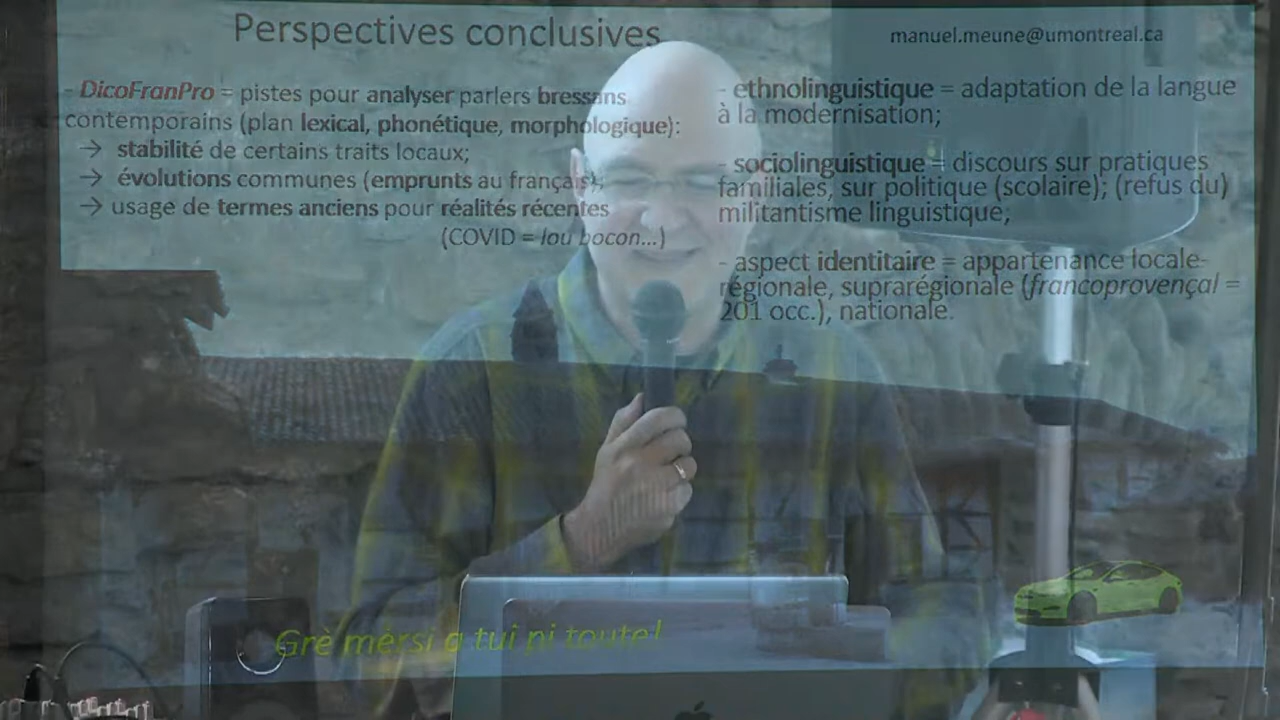 Perspectives conclusives
manuel.meune@umontreal.ca
- DicoFranPro = pistes pour analyser parlers bressans
contemporains (plan lexical, phonétique, morphologique):
→ stabilité de certains traits locaux;
→ évolutions communes (emprunts au français);
→ usage de termes anciens pour réalités récentes
(COVID = lou bocon...)
- ethnolinguistique = adaptation de la langue
à la modernisation;
- sociolinguistique = discours sur pratiques
familiales, sur politique (scolaire); (refus du)
militantisme linguistique;
- aspect identitaire = appartenance locale-
régionale, suprarégionale (francoprovençal =
201 occ.), nationale.
Grè mèrsi a tui pi toute!